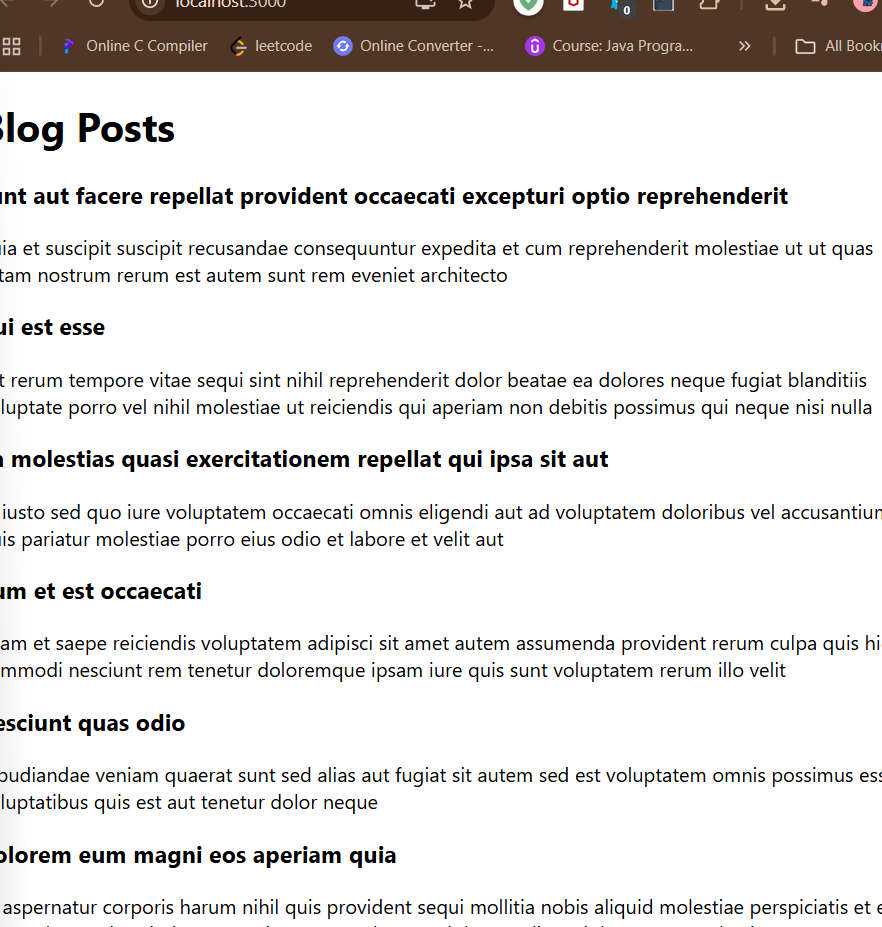 localhost:3000
0
Online C Compiler leetcode Online Converter -... Course: Java Progra... » All Book
Blog Posts
unt aut facere repellat provident occaecati excepturi optio reprehenderit
uia et suscipit suscipit recusandae consequuntur expedita et cum reprehenderit molestiae ut ut quas
tam nostrum rerum est autem sunt rem eveniet architecto
ui est esse
t rerum tempore vitae sequi sint nihil reprehenderit dolor beatae ea dolores neque fugiat blanditiis
luptate porro vel nihil molestiae ut reiciendis qui aperiam non debitis possimus qui neque nisi nulla
molestias quasi exercitationem repellat qui ipsa sit aut
iusto sed quo iure voluptatem occaecati omnis eligendi aut ad voluptatem doloribus vel accusantium
is pariatur molestiae porro eius odio et labore et velit aut
um et est occaecati
am et saepe reiciendis voluptatem adipisci sit amet autem assumenda provident rerum culpa quis hi
mmodi nesciunt rem tenetur doloremque ipsam iure quis sunt voluptatem rerum illo velit
esciunt quas odio
pudiandae veniam quaerat sunt sed alias aut fugiat sit autem sed est voluptatem omnis possimus ess
luptatibus quis est aut tenetur dolor neque
olorem eum magni eos aperiam quia
aspernatur corporis harum nihil quis provident sequi mollitia nobis aliquid molestiae perspiciatis et e